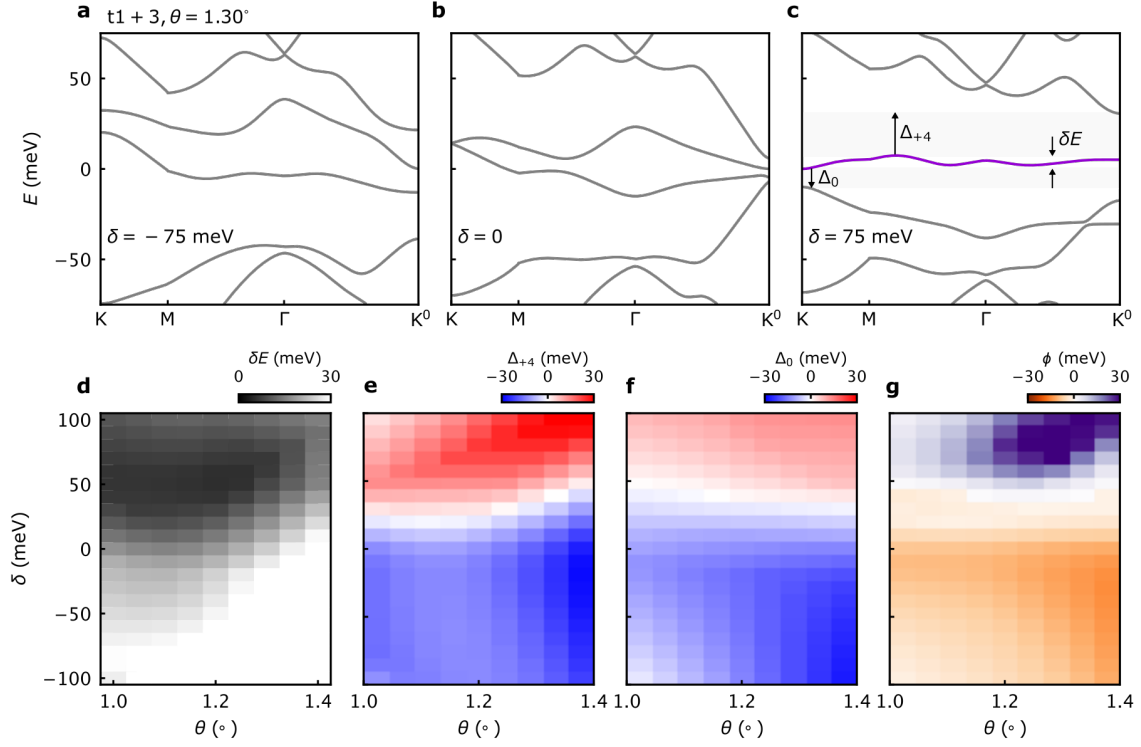 a
t1 + 3, θ = 1.30°
b
c
E (meV)
50
0
−50
δ = − 75 meV
δ = 0
δ = 75 meV
Δ₊₄
δE
Δ₀
K M Γ K⁰
K M Γ K⁰
K M Γ K⁰
d
δE (meV)
0 30
e
Δ₊₄ (meV)
−30 0 30
f
Δ₀ (meV)
−30 0 30
g
ϕ (meV)
−30 0 30
δ (meV)
100
50
0
−50
−100
1.0 1.2 1.4
1.0 1.2 1.4
1.0 1.2 1.4
1.0 1.2 1.4
θ (°)
θ (°)
θ (°)
θ (°)